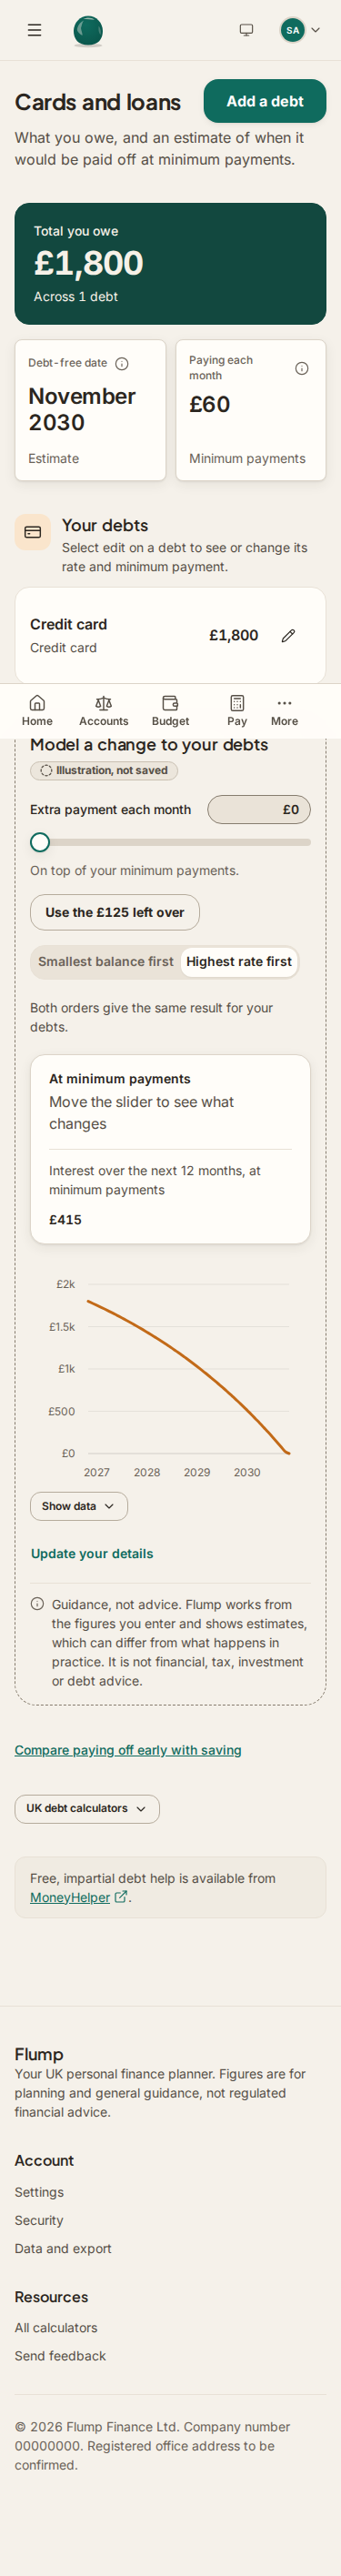 SA
Cards and loans
Add a debt
What you owe, and an estimate of when it
would be paid off at minimum payments.
Total you owe
£1,800
Across 1 debt
Debt-free date
November
2030
Estimate
Paying each
month
£60
Minimum payments
Your debts
Select edit on a debt to see or change its
rate and minimum payment.
Credit card
Credit card
£1,800
Home
Accounts
Budget
Pay
More
Model a change to your debts
Illustration, not saved
Extra payment each month
£0
On top of your minimum payments.
Use the £125 left over
Smallest balance first
Highest rate first
Both orders give the same result for your
debts.
At minimum payments
Move the slider to see what
changes
Interest over the next 12 months, at
minimum payments
£415
£2k
£1.5k
£1k
£500
£0
2027 2028 2029 2030
Show data
Update your details
Guidance, not advice. Flump works from
the figures you enter and shows estimates,
which can differ from what happens in
practice. It is not financial, tax, investment
or debt advice.
Compare paying off early with saving
UK debt calculators
Free, impartial debt help is available from
MoneyHelper.
Flump
Your UK personal finance planner. Figures are for
planning and general guidance, not regulated
financial advice.
Account
Settings
Security
Data and export
Resources
All calculators
Send feedback
© 2026 Flump Finance Ltd. Company number
00000000. Registered office address to be
confirmed.